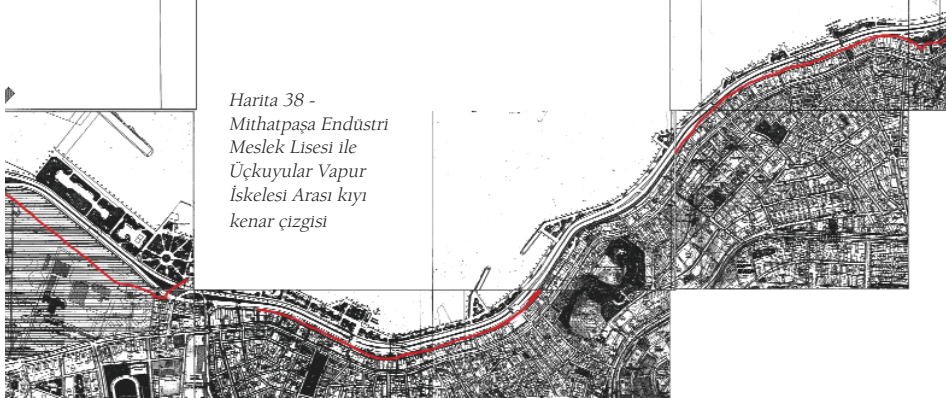 Harita 38 -
Mithatpaşa Endüstri
Meslek Lisesi ile
Üçkuyular Vapur
İskelesi Arası kıyı
kenar çizgisi